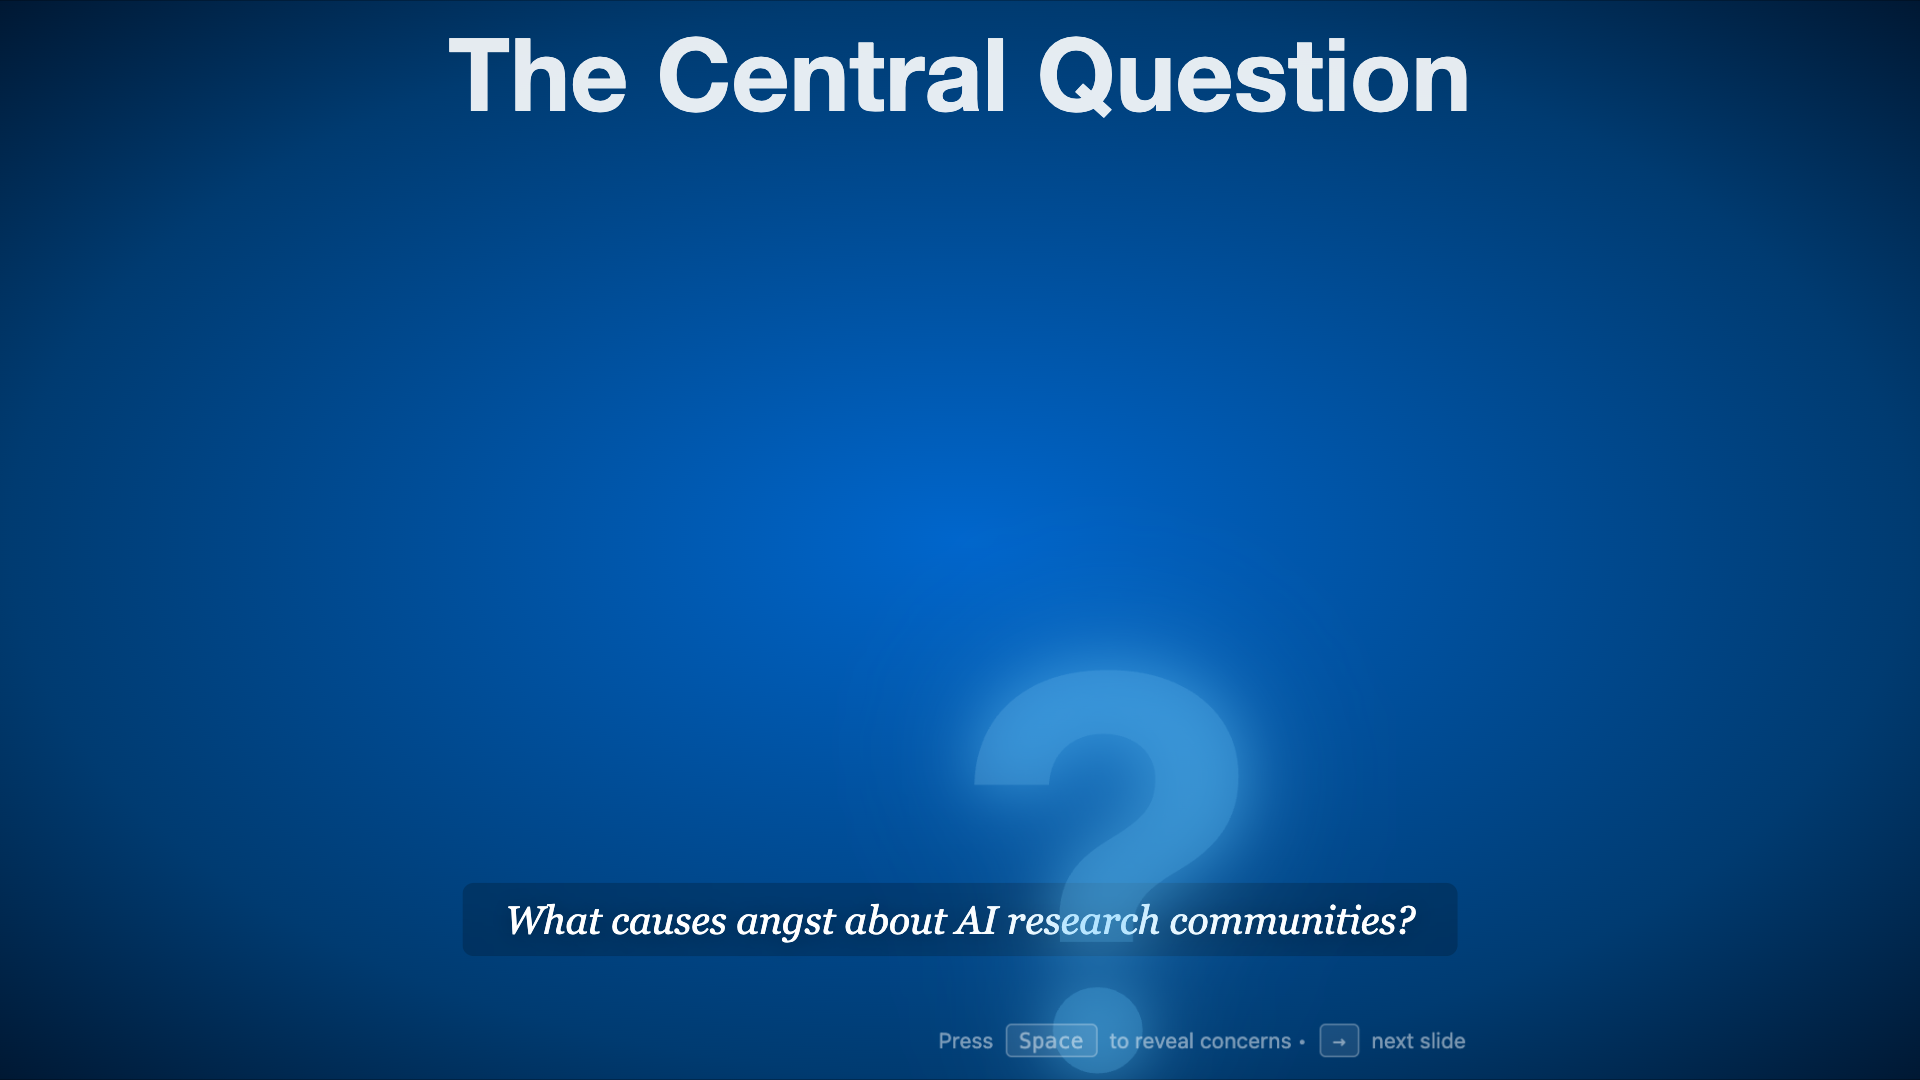 The Central Question
?
What causes angst about AI research communities?
Press Space to reveal concerns • → next slide